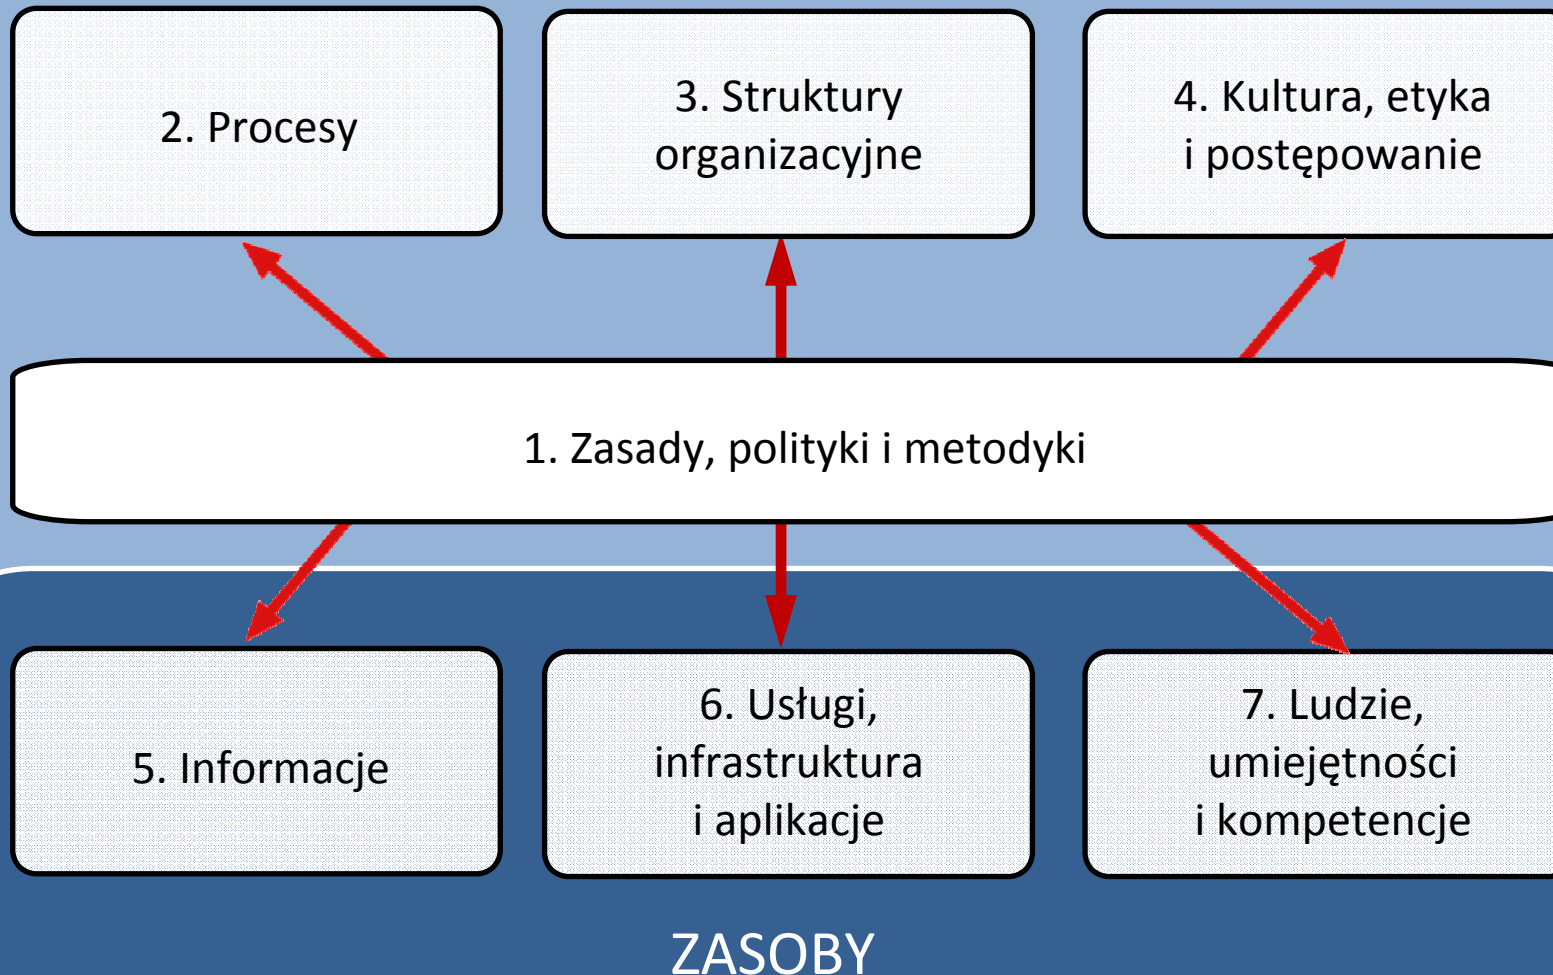 2. Procesy
3. Struktury
organizacyjne
4. Kultura, etyka
i postępowanie
1. Zasady, polityki i metodyki
5. Informacje
6. Usługi,
infrastruktura
i aplikacje
7. Ludzie,
umiejętności
i kompetencje
ZASOBY